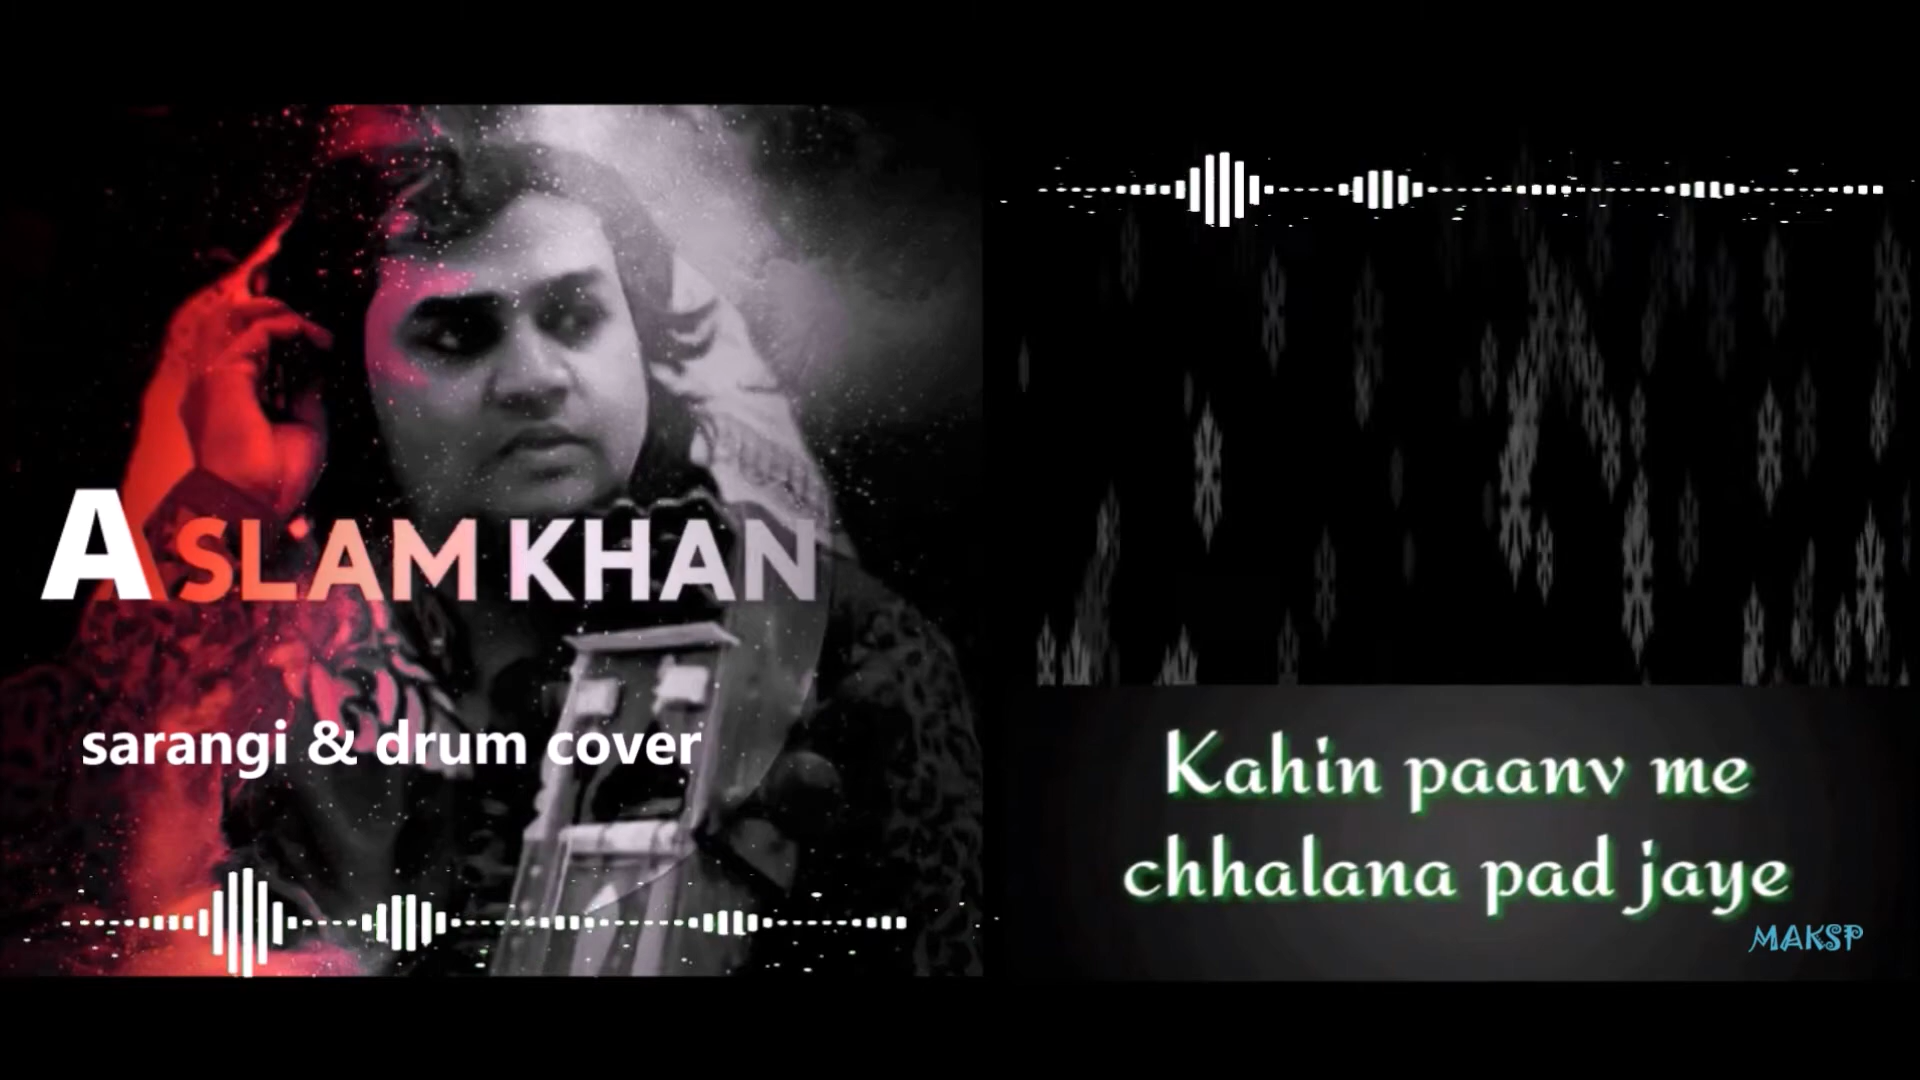 ASLAM KHAN
sarangi & drum cover
Kahin paanv me
chhalana pad jaye
MAKSP